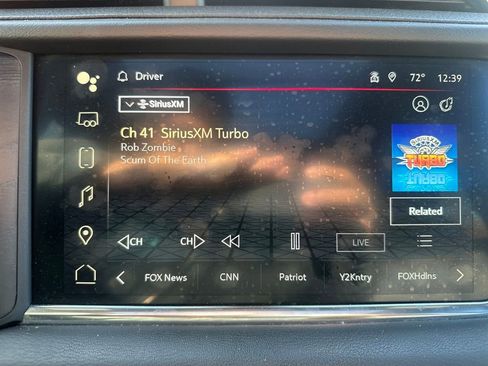 Driver
72° 12:39
SiriusXM
Ch 41 SiriusXM Turbo
Rob Zombie
Scum Of The Earth
SIRIUSXM
TURBO
Related
CH CH LIVE
FOX News CNN Patriot Y2Kntry FOXHdlns